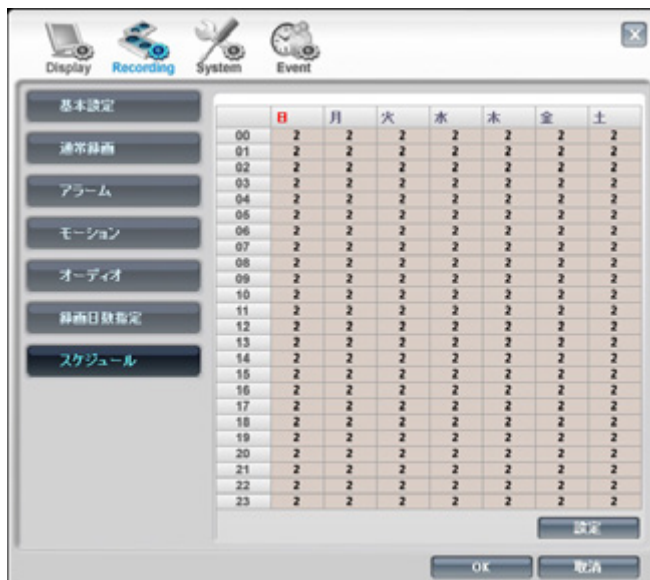 Display Recording System Event
基本設定
通常録画
アラーム
モーション
オーディオ
録画日数指定
スケジュール
日 月 火 水 木 金 土
00 2 2 2 2 2 2 2
01 2 2 2 2 2 2 2
02 2 2 2 2 2 2 2
03 2 2 2 2 2 2 2
04 2 2 2 2 2 2 2
05 2 2 2 2 2 2 2
06 2 2 2 2 2 2 2
07 2 2 2 2 2 2 2
08 2 2 2 2 2 2 2
09 2 2 2 2 2 2 2
10 2 2 2 2 2 2 2
11 2 2 2 2 2 2 2
12 2 2 2 2 2 2 2
13 2 2 2 2 2 2 2
14 2 2 2 2 2 2 2
15 2 2 2 2 2 2 2
16 2 2 2 2 2 2 2
17 2 2 2 2 2 2 2
18 2 2 2 2 2 2 2
19 2 2 2 2 2 2 2
20 2 2 2 2 2 2 2
21 2 2 2 2 2 2 2
22 2 2 2 2 2 2 2
23 2 2 2 2 2 2 2
設定
OK 取消